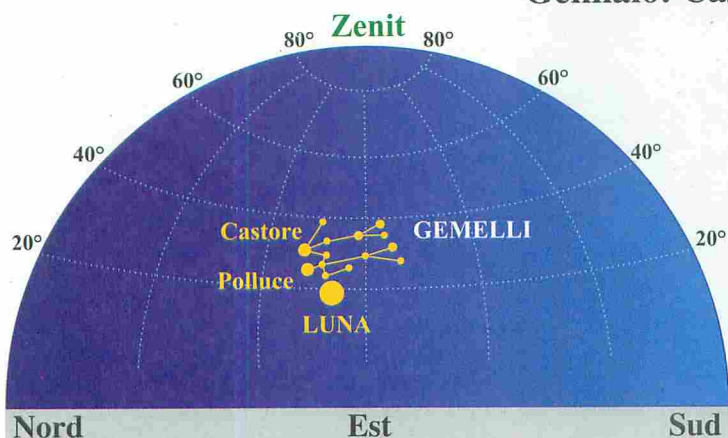 Zenit
80° 80°
60° 60°
40° 40°
20° 20°
Castore GEMELLI
Polluce
LUNA
Nord Est Sud